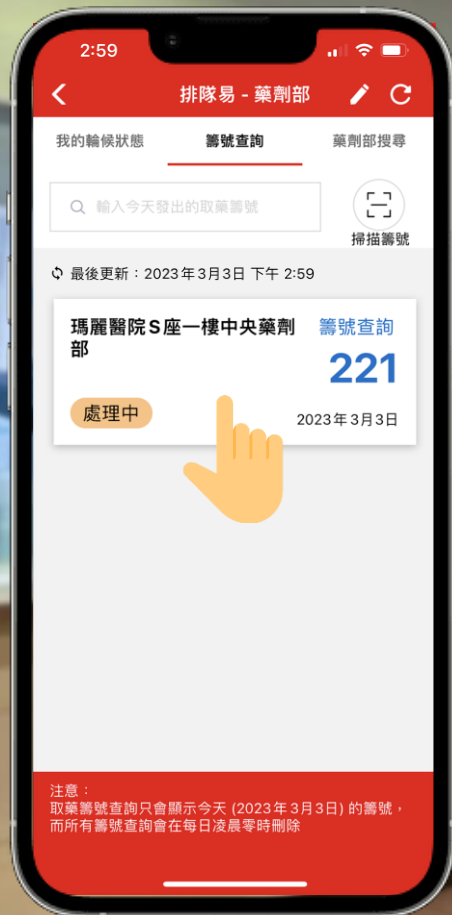 2:59
排隊易 - 藥劑部
我的輪候狀態 籌號查詢 藥劑部搜尋
輸入今天發出的取藥籌號
掃描籌號
最後更新：2023年3月3日 下午 2:59
瑪麗醫院S座一樓中央藥劑
部
籌號查詢
221
處理中
2023年3月3日
注意：
取藥籌號查詢只會顯示今天 (2023年3月3日) 的籌號，
而所有籌號查詢會在每日凌晨零時刪除